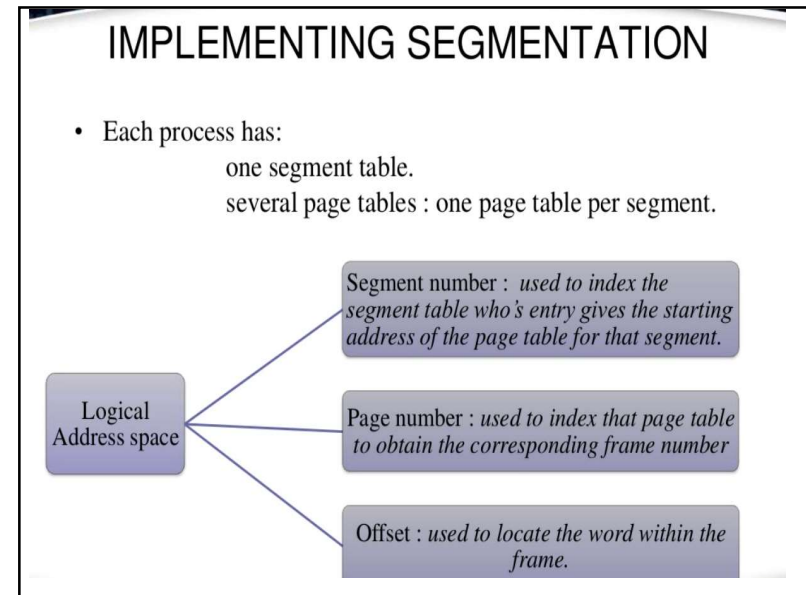 IMPLEMENTING SEGMENTATION
• Each process has:
one segment table.
several page tables : one page table per segment.
Segment number : used to index the
segment table who's entry gives the starting
address of the page table for that segment.
Logical
Address space
Page number : used to index that page table
to obtain the corresponding frame number
Offset : used to locate the word within the
frame.